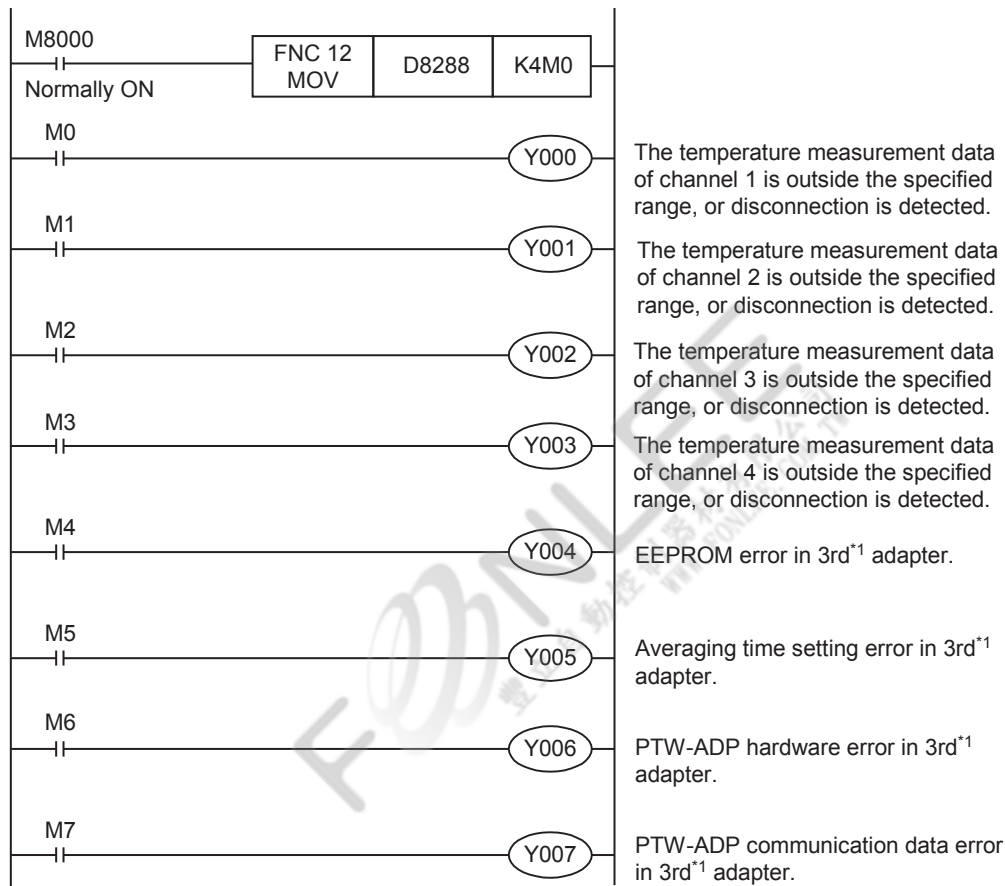 M8000
FNC 12
MOV
D8288
K4M0
Normally ON
M0
Y000
The temperature measurement data
of channel 1 is outside the specified
range, or disconnection is detected.
M1
Y001
The temperature measurement data
of channel 2 is outside the specified
range, or disconnection is detected.
M2
Y002
The temperature measurement data
of channel 3 is outside the specified
range, or disconnection is detected.
M3
Y003
The temperature measurement data
of channel 4 is outside the specified
range, or disconnection is detected.
M4
Y004
EEPROM error in 3rd*1 adapter.
M5
Y005
Averaging time setting error in 3rd*1
adapter.
M6
Y006
PTW-ADP hardware error in 3rd*1
adapter.
M7
Y007
PTW-ADP communication data error
in 3rd*1 adapter.
FONLEE
WWW.FONLEE.COM.TW